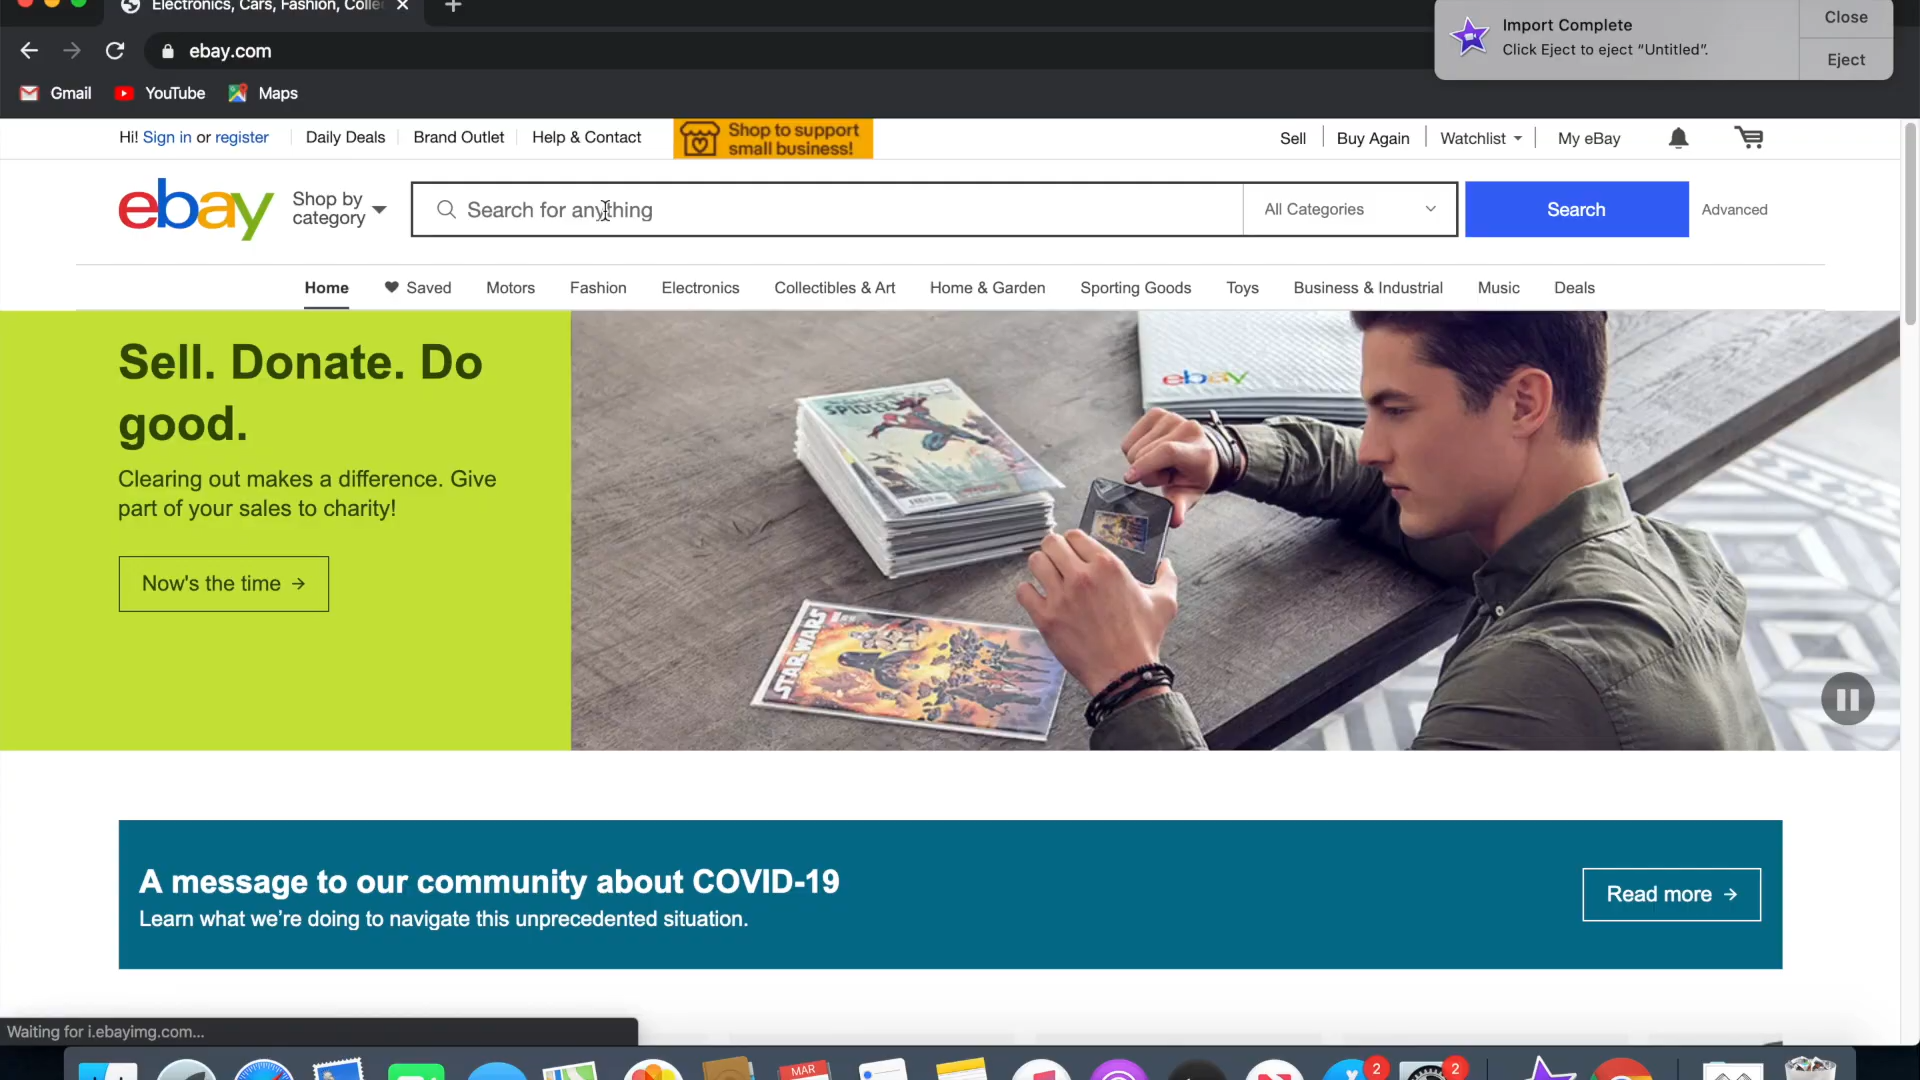 Electronics, Cars, Fashion, Colle
Import Complete
Click Eject to eject “Untitled”.
Close
Eject
ebay.com
Gmail
YouTube
Maps
Hi! Sign in or register
Daily Deals
Brand Outlet
Help & Contact
Shop to support
small business!
Sell
Buy Again
Watchlist
My eBay
ebay
Shop by
category
Search for anything
All Categories
Search
Advanced
Home
Saved
Motors
Fashion
Electronics
Collectibles & Art
Home & Garden
Sporting Goods
Toys
Business & Industrial
Music
Deals
Sell. Donate. Do
good.
Clearing out makes a difference. Give
part of your sales to charity!
Now's the time
ebay
SPIDER
STAR WARS
A message to our community about COVID-19
Learn what we’re doing to navigate this unprecedented situation.
Read more
Waiting for i.ebayimg.com...
MAR
2
2